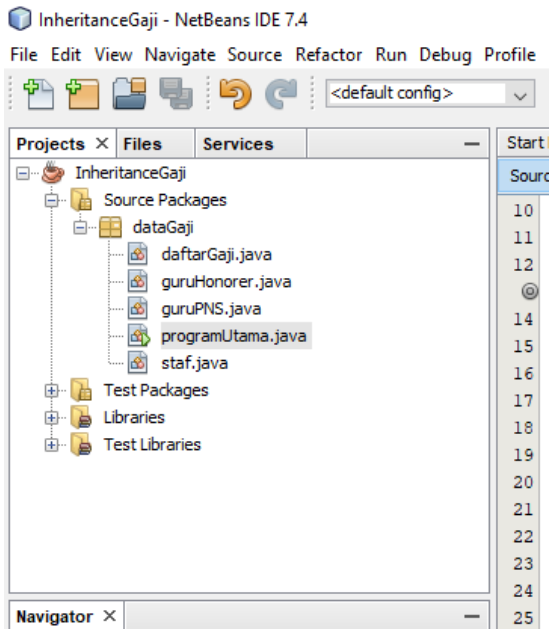 InheritanceGaji - NetBeans IDE 7.4
File Edit View Navigate Source Refactor Run Debug Profile
<default config>
Projects × Files Services
Start
InheritanceGaji
Source Packages
dataGaji
daftarGaji.java
guruHonorer.java
guruPNS.java
programUtama.java
staf.java
Test Packages
Libraries
Test Libraries
Navigator ×
Sourc
10
11
12
14
15
16
17
18
19
20
21
22
23
24
25